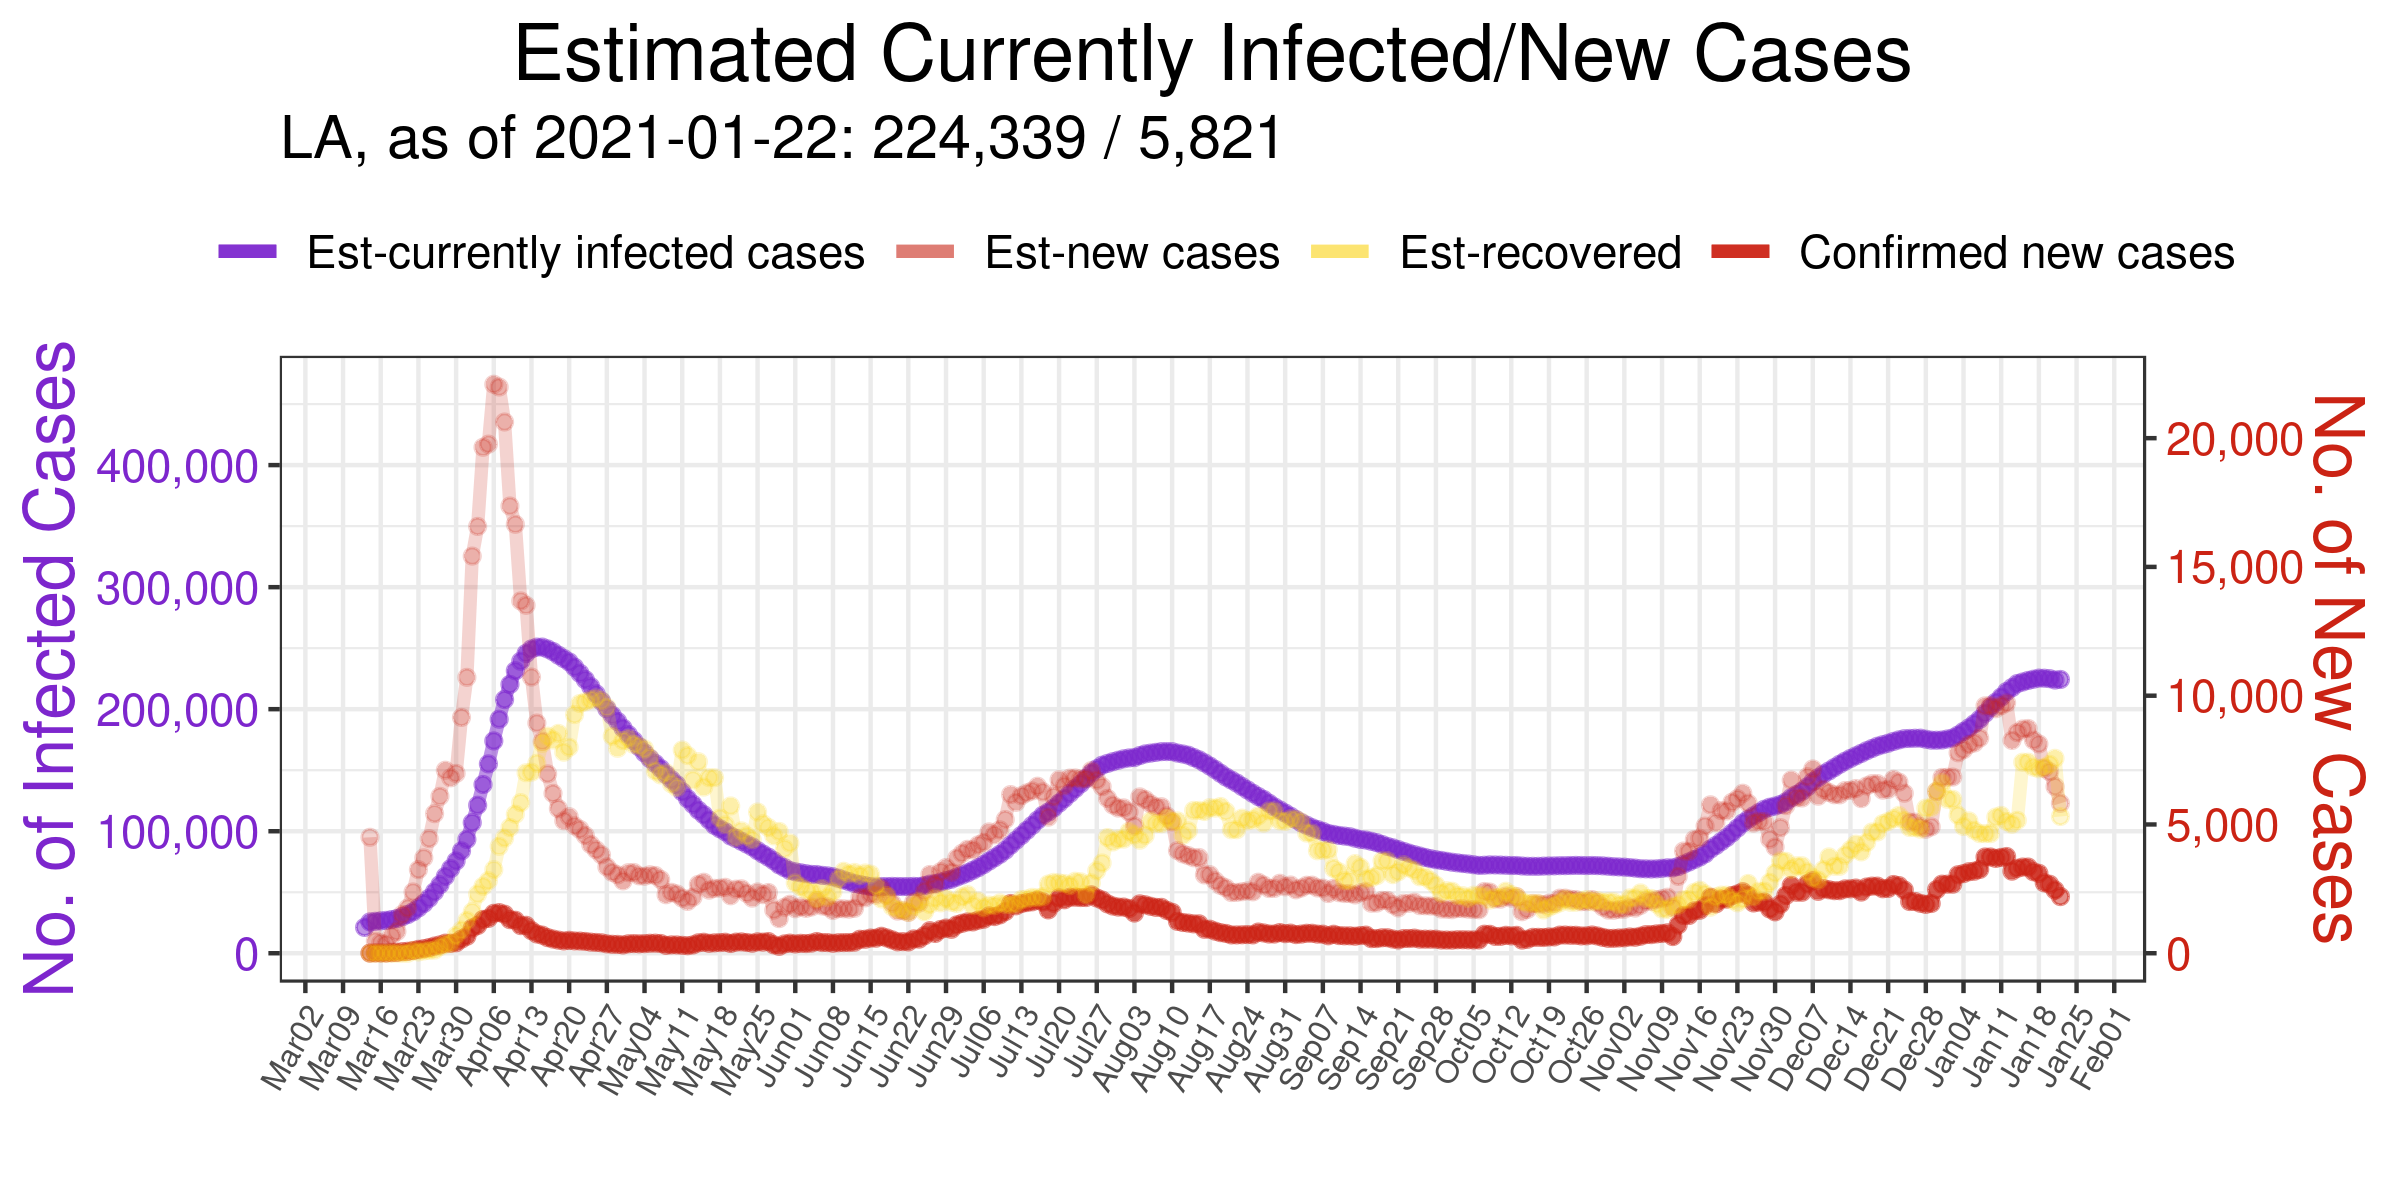 Estimated Currently Infected/New Cases
LA, as of 2021-01-22: 224,339 / 5,821
Est-currently infected cases Est-new cases Est-recovered Confirmed new cases
No. of Infected Cases
400,000
300,000
200,000
100,000
0
20,000
15,000
10,000
5,000
0
No. of New Cases
Mar02 Mar09 Mar16 Mar23 Mar30 Apr06 Apr13 Apr20 Apr27 May04 May11 May18 May25 Jun01 Jun08 Jun15 Jun22 Jun29 Jul06 Jul13 Jul20 Jul27 Aug03 Aug10 Aug17 Aug24 Aug31 Sep07 Sep14 Sep21 Sep28 Oct05 Oct12 Oct19 Oct26 Nov02 Nov09 Nov16 Nov23 Nov30 Dec07 Dec14 Dec21 Dec28 Jan04 Jan11 Jan18 Jan25 Feb01